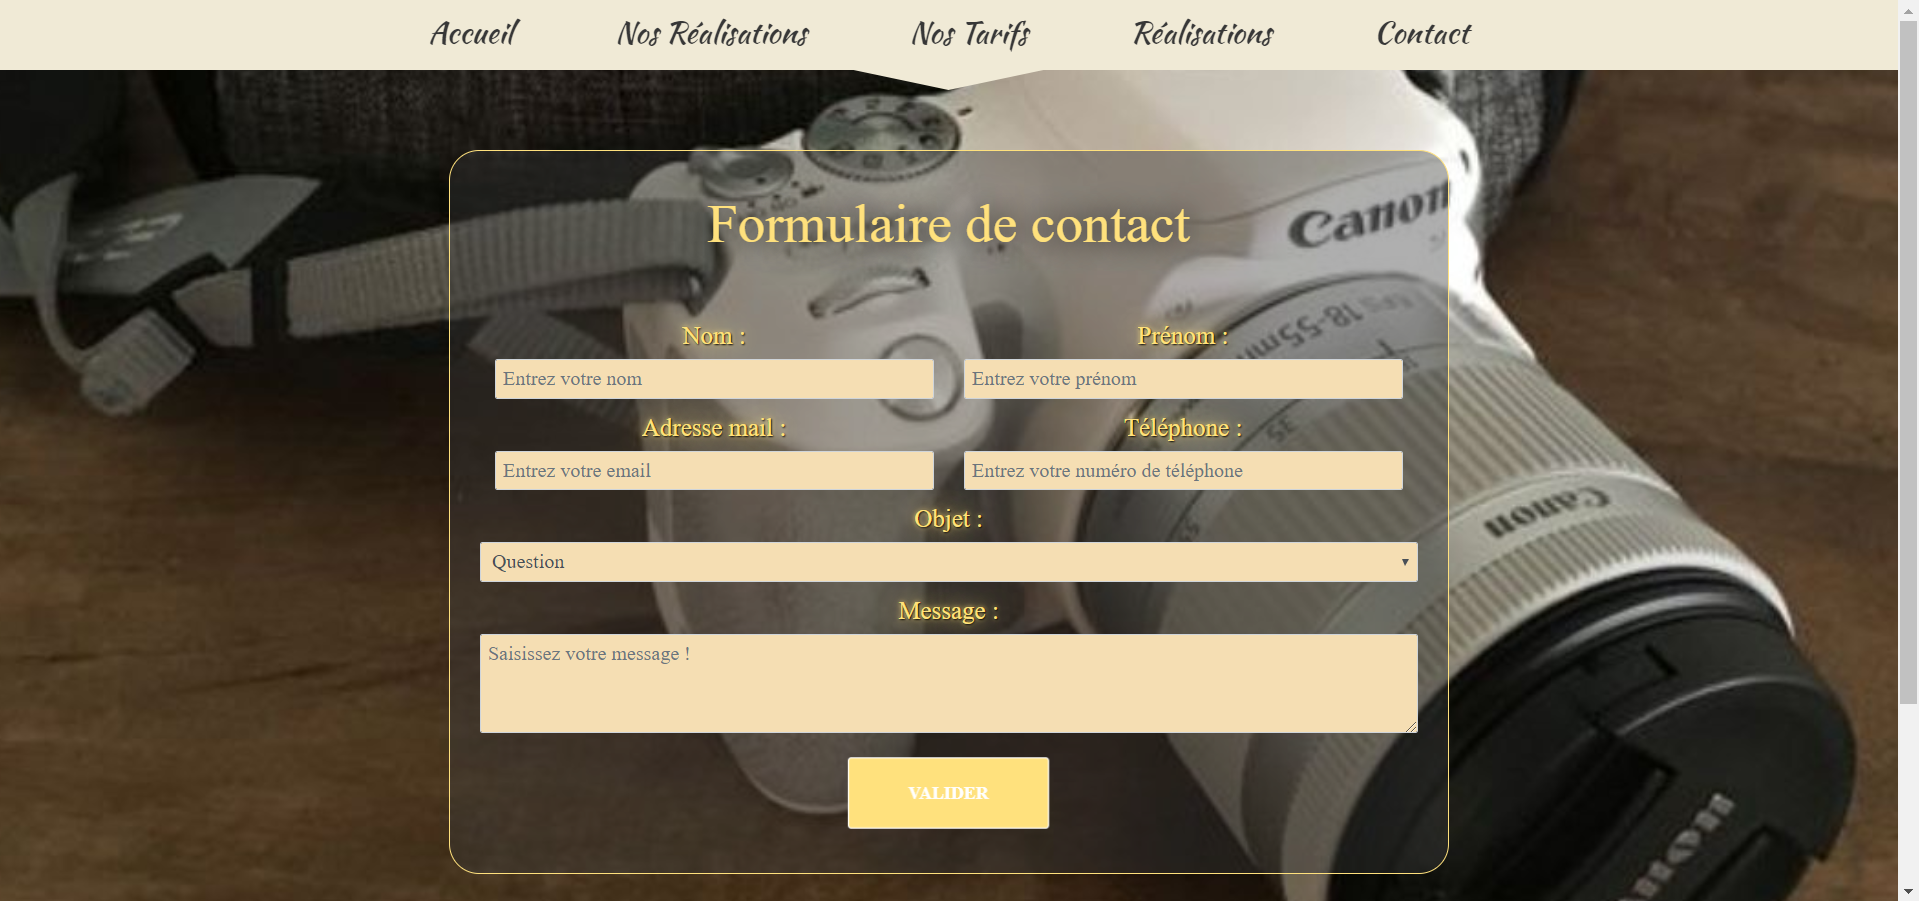 Accueil Nos Réalisations Nos Tarifs Réalisations Contact
Canon
Formulaire de contact
18-55mm
Nom : Prénom :
Entrez votre nom Entrez votre prénom
Adresse mail : Téléphone :
Entrez votre email Entrez votre numéro de téléphone
Canon
Objet :
Question
Message :
Saisissez votre message !
VALIDER